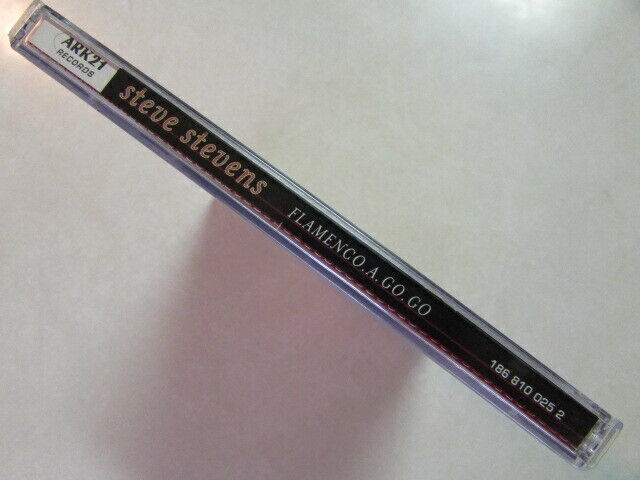 ARK21
RECORDS
steve stevens
FLAMENCO.A.GO.GO
186 810 025 2